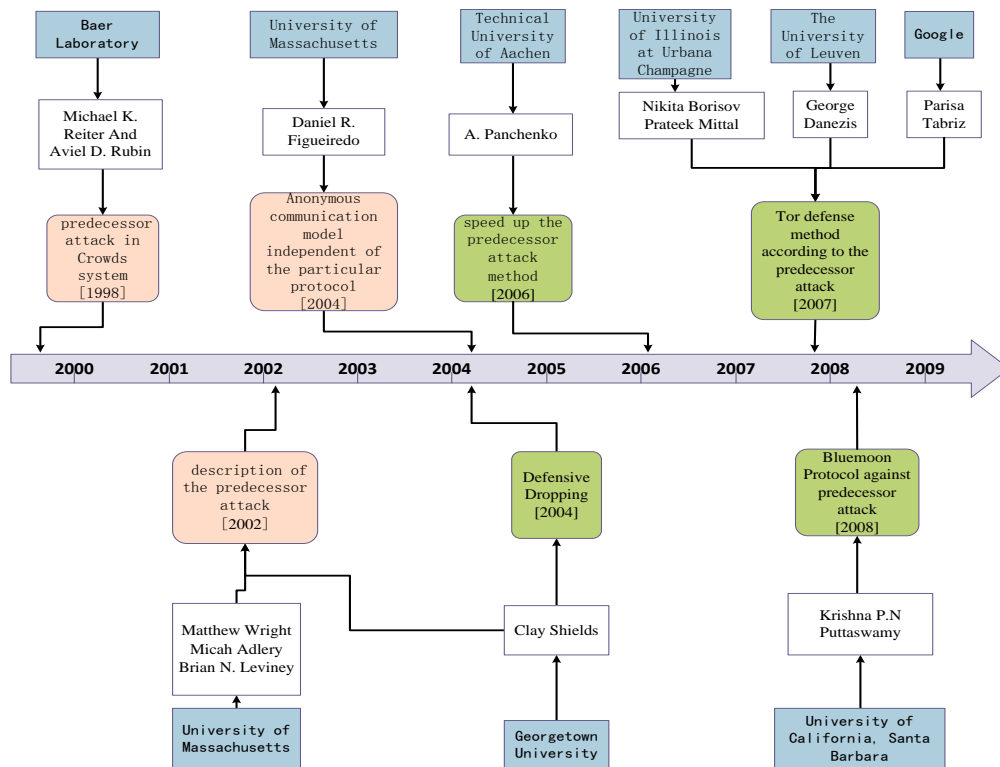 Baer
Laboratory
University of
Massachusetts
Technical
University
of Aachen
University
of Illinois
at Urbana
Champagne
The
University
of Leuven
Google
Michael K.
Reiter And
Aviel D. Rubin
Daniel R.
Figueiredo
A. Panchenko
Nikita Borisov
Prateek Mittal
George
Danezis
Parisa
Tabriz
predecessor
attack in
Crowds
system
[1998]
Anonymous
communication
model
independent of
the particular
protocol
[2004]
speed up the
predecessor
attack
method
[2006]
Tor defense
method
according to the
predecessor
attack
[2007]
2000
2001
2002
2003
2004
2005
2006
2007
2008
2009
description of
the predecessor
attack
[2002]
Defensive
Dropping
[2004]
Bluemoon
Protocol against
predecessor
attack
[2008]
Matthew Wright
Micah Adlery
Brian N. Leviney
Clay Shields
Krishna P.N
Puttaswamy
University of
Massachusetts
Georgetown
University
University of
California, Santa
Barbara